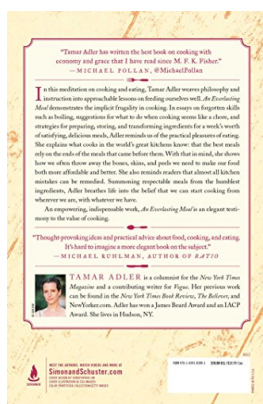 "Tamar Adler has written the best book on cooking with
economy and grace that I have read since M. F. K. Fisher."
—MICHAEL POLLAN, @MichaelPollan
In this meditation on cooking and eating, Tamar Adler weaves philosophy and
instruction into approachable lessons on feeding ourselves well. An Everlasting
Meal demonstrates the implicit frugality in cooking. In essays on forgotten skills
such as boiling, suggestions for what to do when cooking seems like a chore, and
strategies for preparing, storing, and transforming ingredients for a week's worth
of satisfying, delicious meals, Adler reminds us of the practical pleasures of eating.
She explains what cooks in the world's great kitchens know: that the best meals
rely on the ends of the meals that came before them. With that in mind, she shows
how we often throw away the bones, skins, and peels we need to make our food
both more affordable and better. She also reminds readers that almost all kitchen
mistakes can be remedied. Summoning respectable meals from the humblest
ingredients, Adler breathes life into the belief that we can start cooking from
wherever we are, with whatever we have.
An empowering, indispensable work, An Everlasting Meal is an elegant testi-
mony to the value of cooking.
"Thought-provoking ideas and practical advice about food, cooking, and eating.
It's hard to imagine a more elegant book on the subject."
—MICHAEL RUHLMAN, AUTHOR OF RATIO
TAMAR ADLER is a columnist for the New York Times
Magazine and a contributing writer for Vogue. Her previous work
can be found in the New York Times Book Review, The Believer, and
NewYorker.com. Adler has won a James Beard Award and an IACP
Award. She lives in Hudson, NY.
MEET THE AUTHORS, WATCH VIDEOS AND MORE AT
SimonandSchuster.com